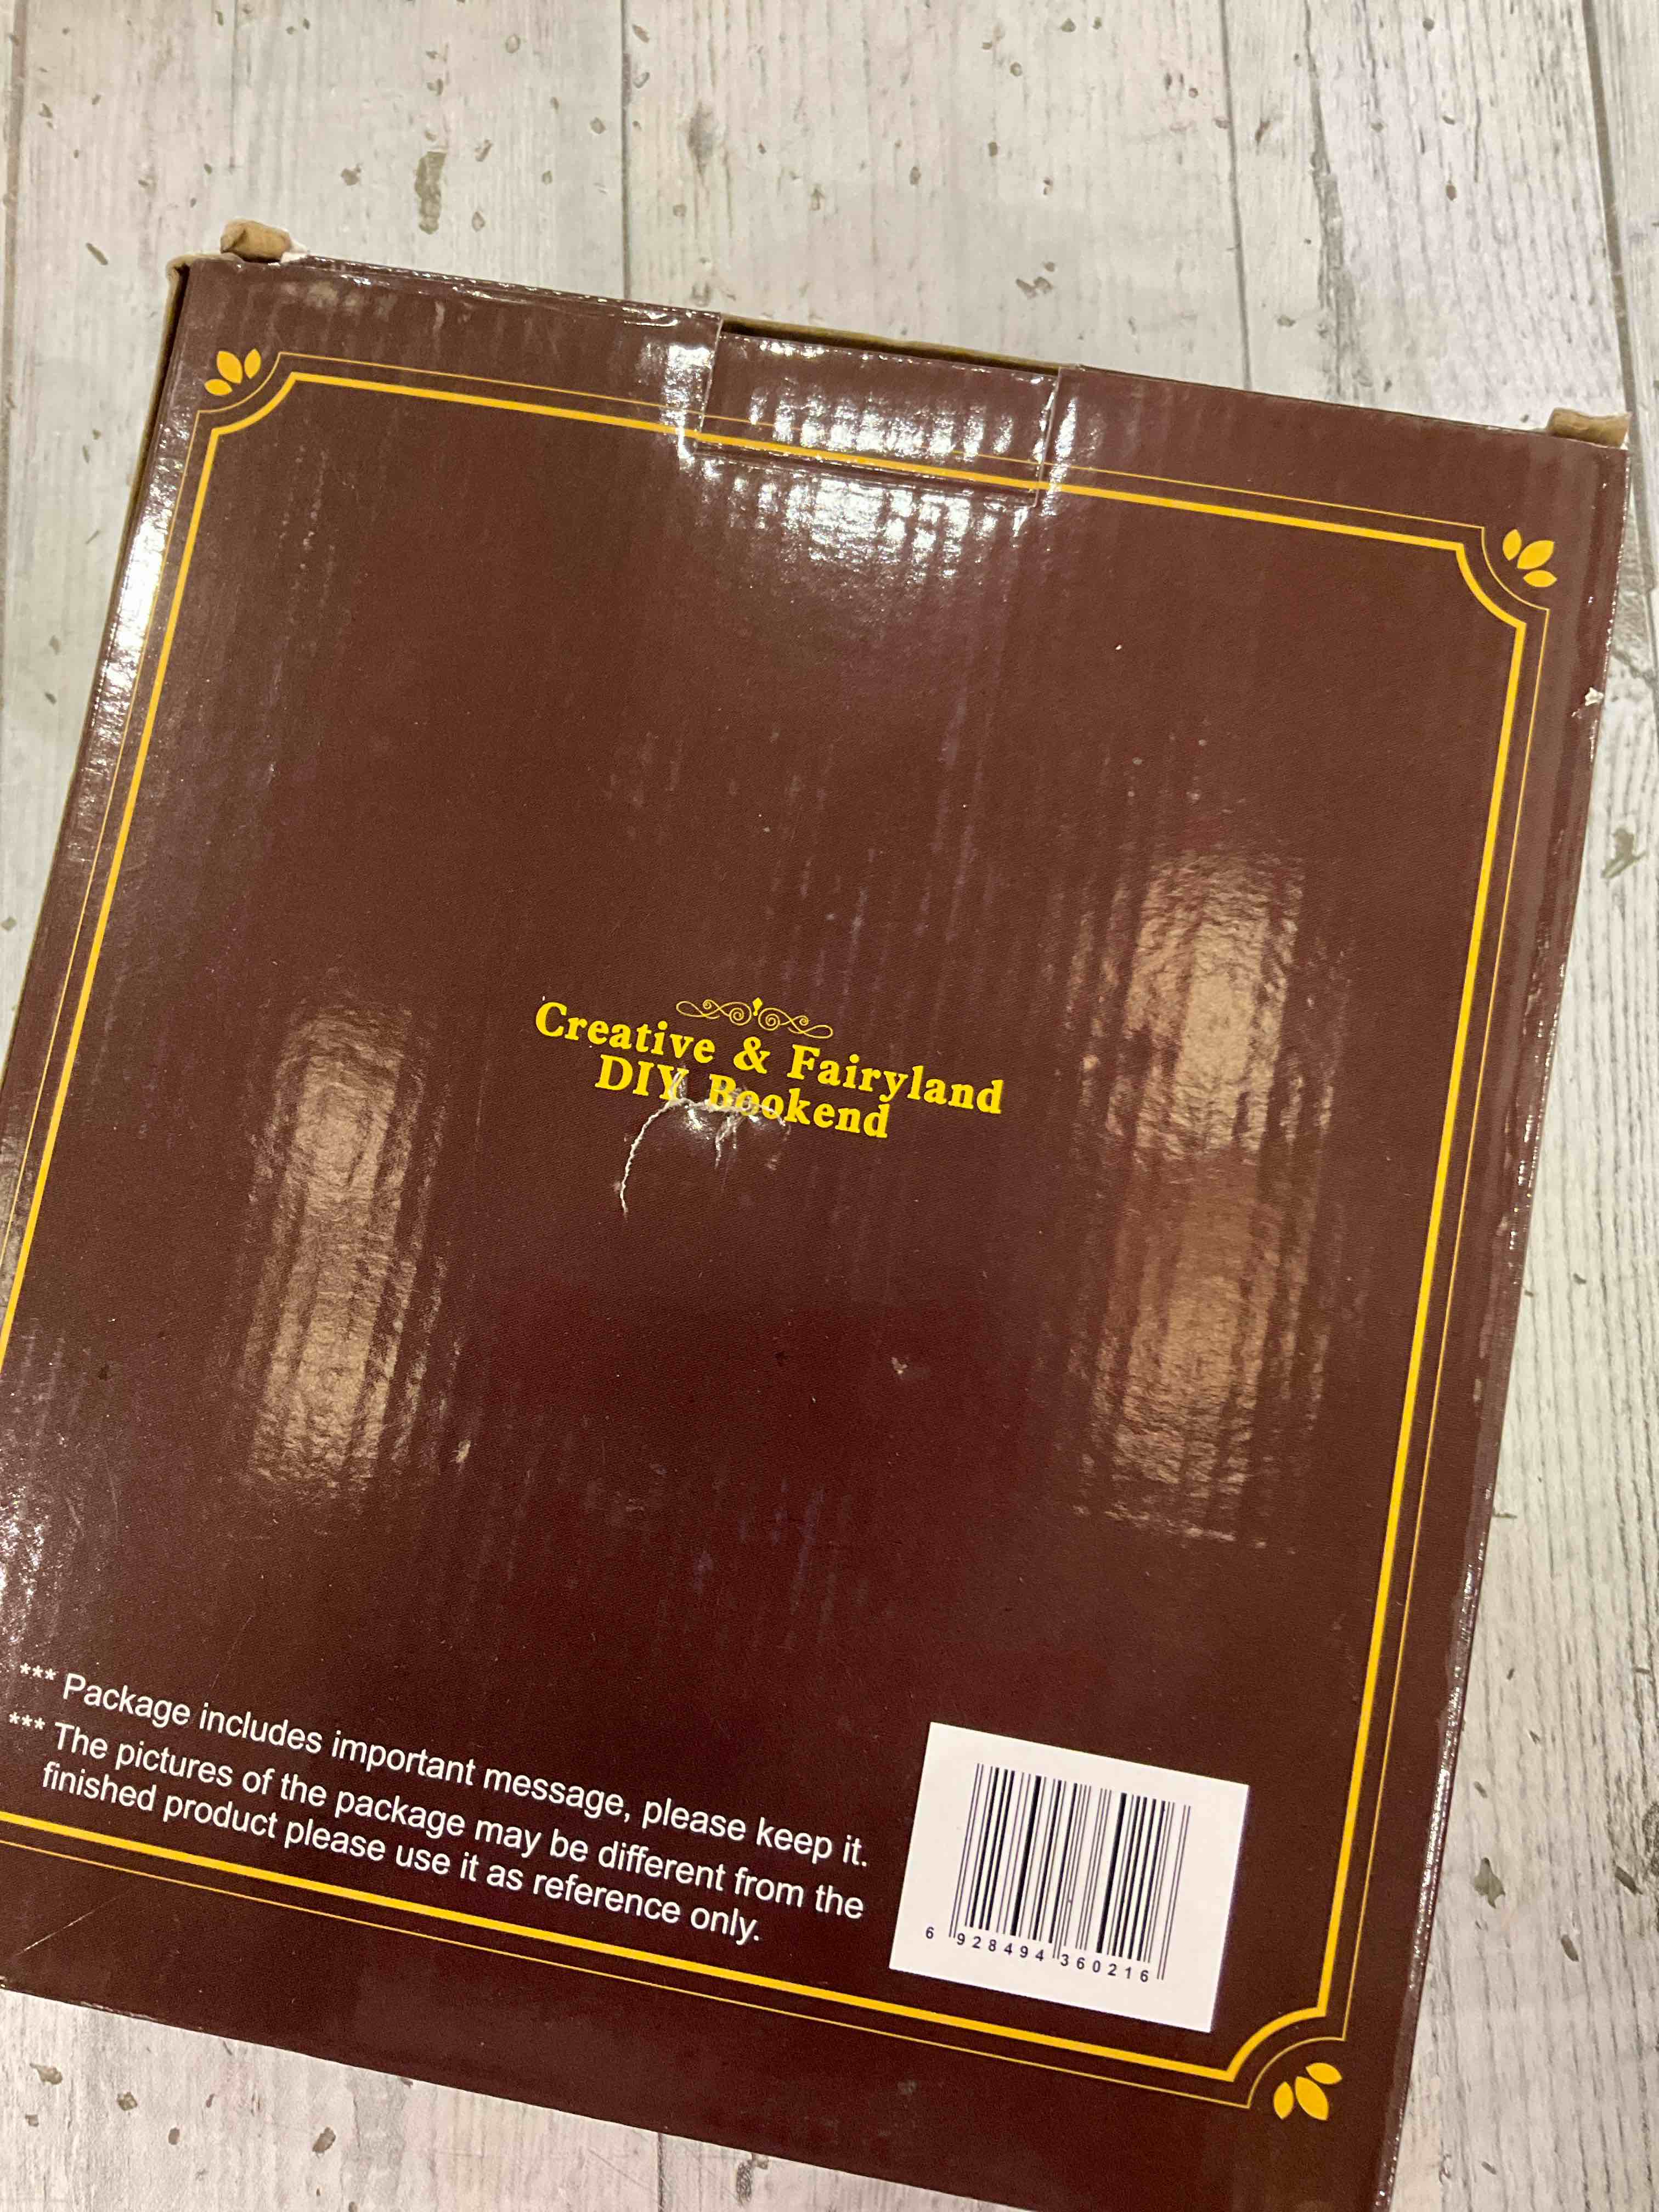 Creative & Fairyland
DIY Bookend
*** Package includes important message, please keep it.
*** The pictures of the package may be different from the
finished product please use it as reference only.
6 928494 360216